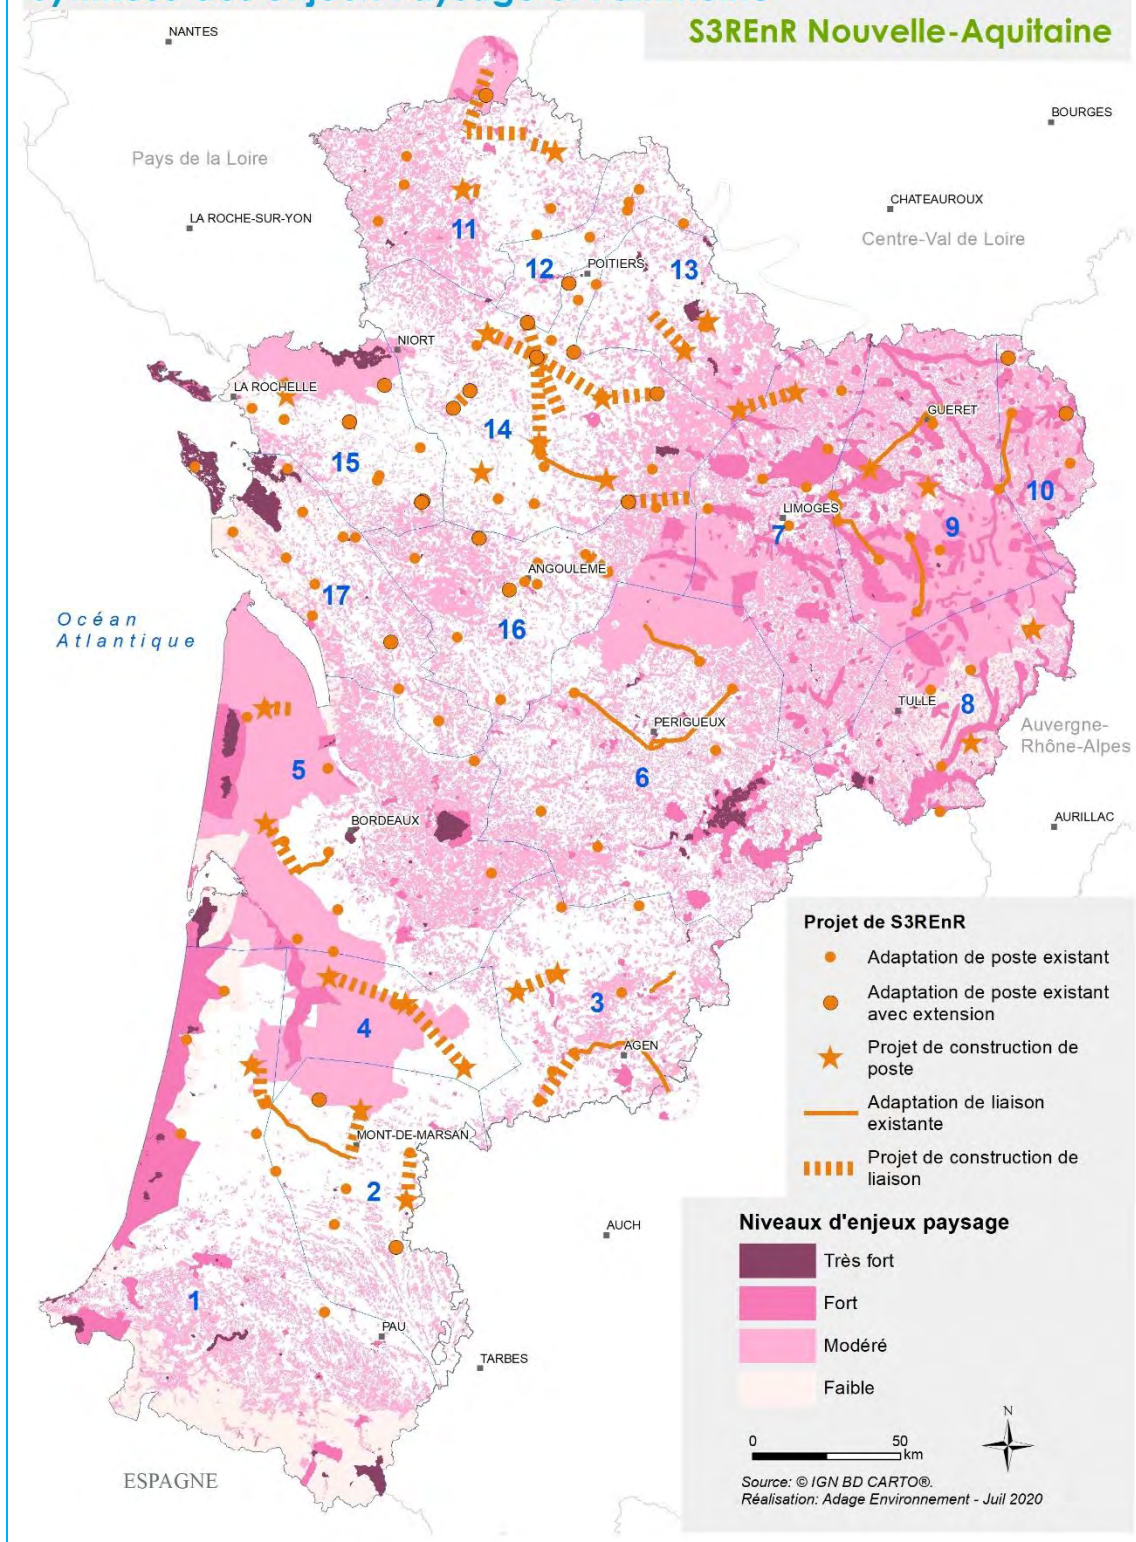 S3REnR Nouvelle-Aquitaine
NANTES
BOURGES
Pays de la Loire
CHATEAUROUX
LA ROCHE-SUR-YON
Centre-Val de Loire
11
12
POITIERS
13
NIORT
LA ROCHELLE
GUERET
14
15
10
LIMOGES
7
9
ANGOULEME
17
16
Océan
Atlantique
TULLE
8
PERIGUEUX
Auvergne-
Rhône-Alpes
5
6
BORDEAUX
AURILLAC
3
4
AGEN
MONT-DE-MARSAN
2
AUCH
1
PAU
TARBES
ESPAGNE
Projet de S3REnR
Adaptation de poste existant
Adaptation de poste existant
avec extension
Projet de construction de
poste
Adaptation de liaison
existante
Projet de construction de
liaison
Niveaux d'enjeux paysage
Très fort
Fort
Modéré
Faible
N
0 50
km
Source: © IGN BD CARTO®.
Réalisation: Adage Environnement - Juil 2020